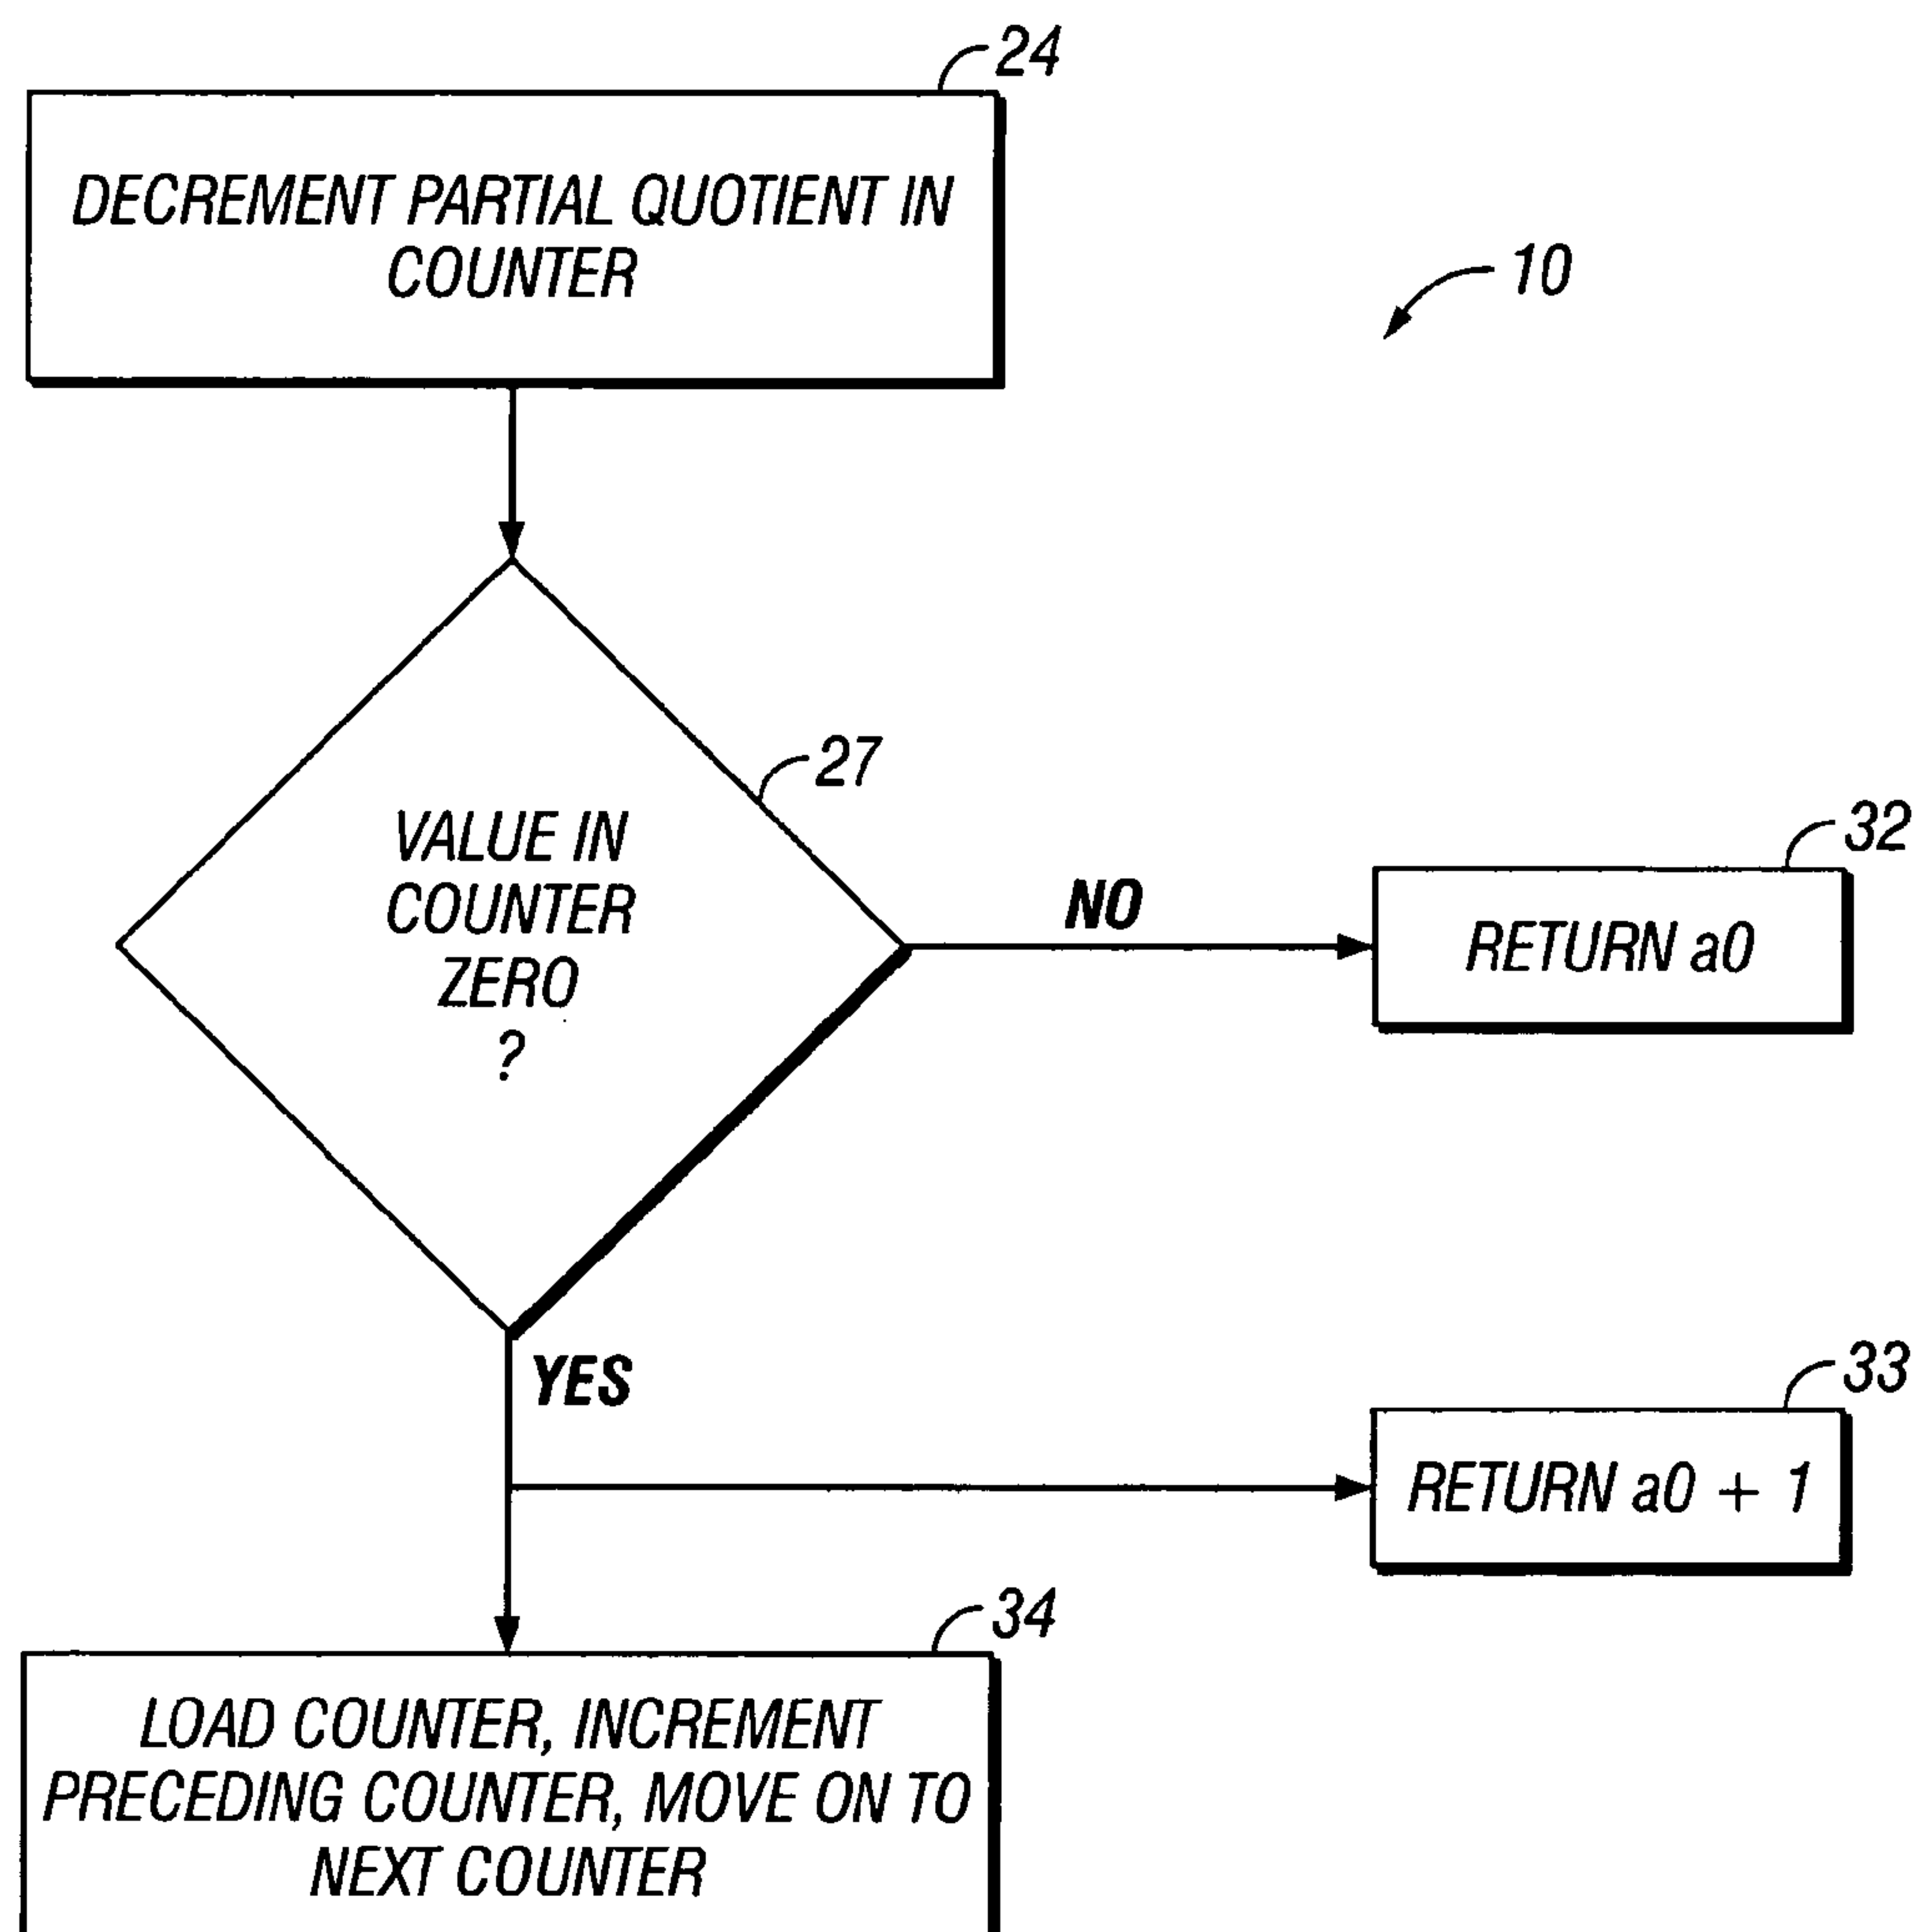 24
DECREMENT PARTIAL QUOTIENT IN
COUNTER
10
27
VALUE IN
COUNTER
ZERO
?
NO
32
RETURN a0
YES
33
RETURN a0 + 1
34
LOAD COUNTER, INCREMENT
PRECEDING COUNTER, MOVE ON TO
NEXT COUNTER